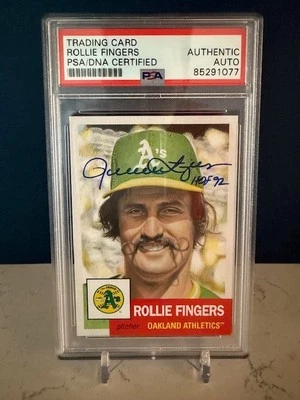 TRADING CARD
ROLLIE FINGERS
PSA/DNA CERTIFIED
AUTHENTIC
AUTO
85291077
PSA
A's
Rollie Fingers
HOF 92
A's
ROLLIE FINGERS
pitcher OAKLAND ATHLETICS™